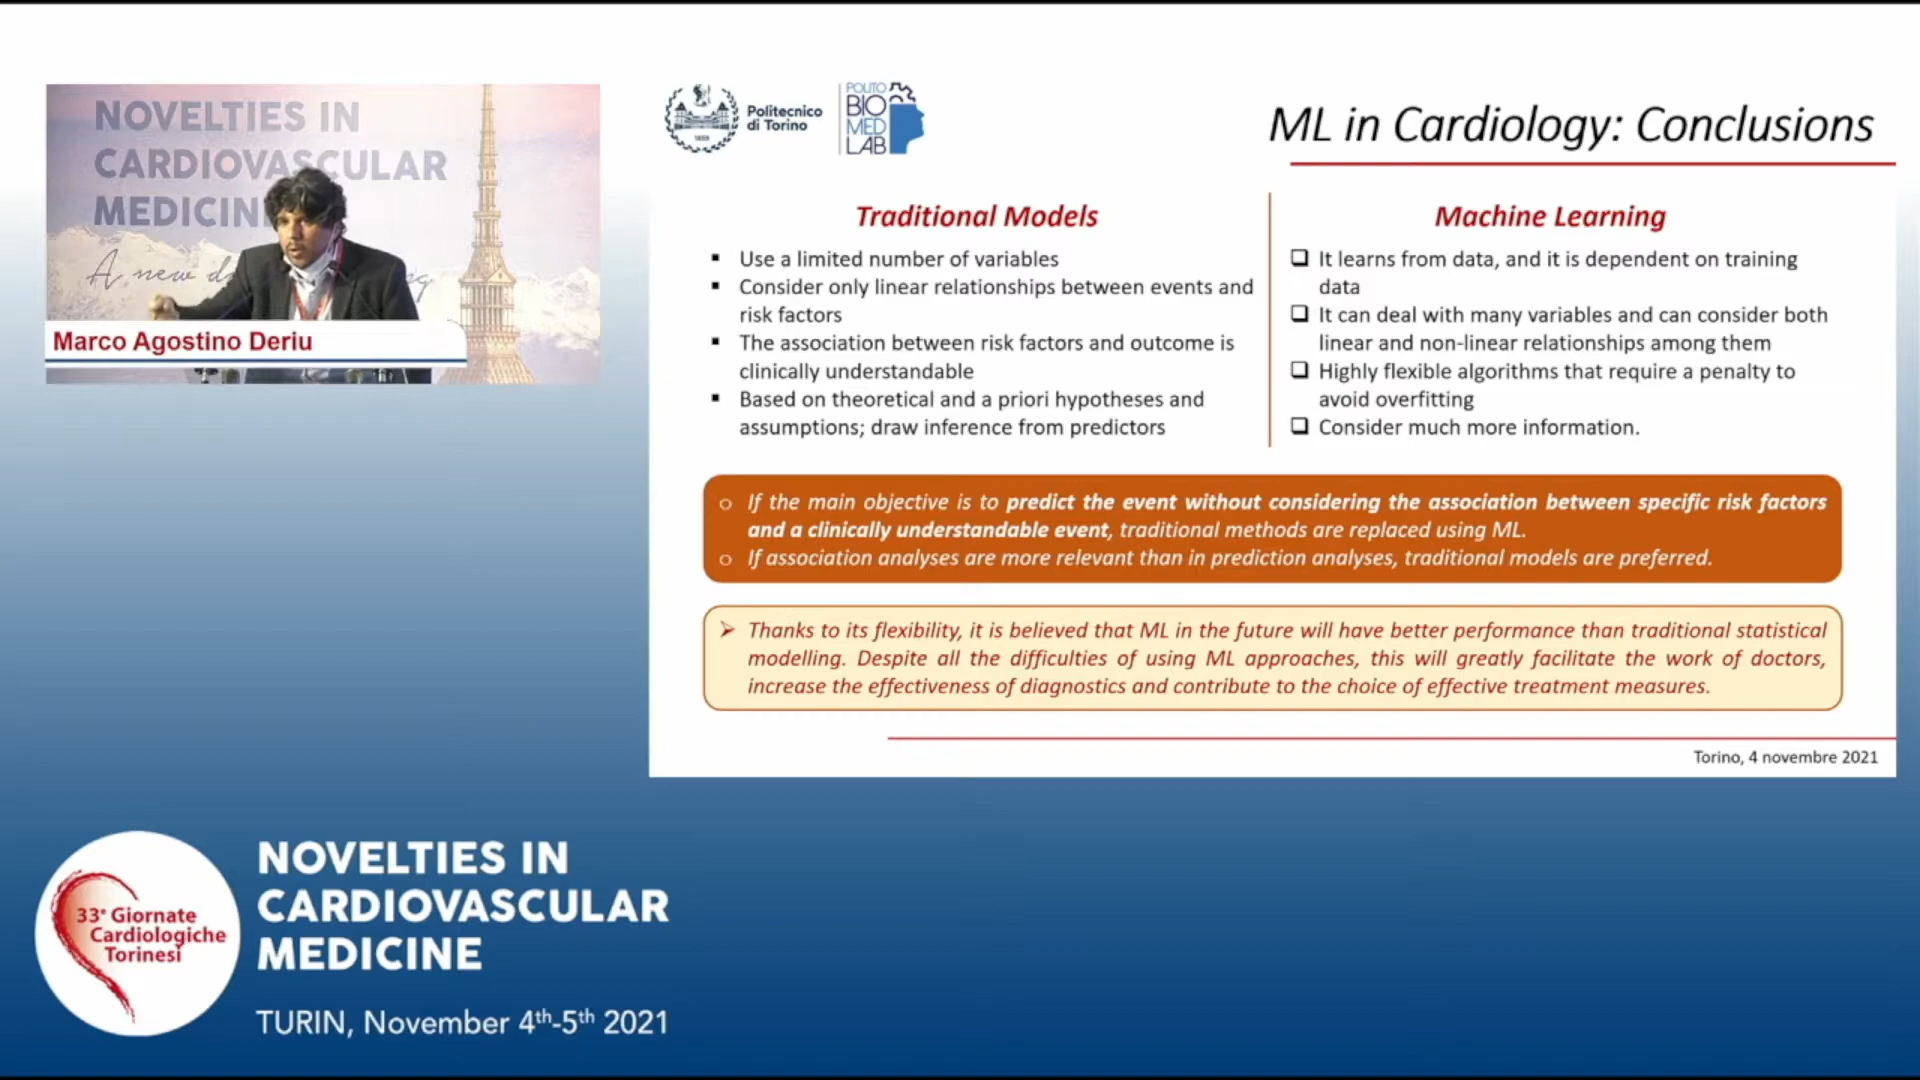 NOVELTIES IN
CARDIOVASCULAR
MEDICIN
A new d
Marco Agostino Deriu
1859
Politecnico
di Torino
POLITO
BIO
MED
LAB
ML in Cardiology: Conclusions
Traditional Models
▪ Use a limited number of variables
▪ Consider only linear relationships between events and
risk factors
▪ The association between risk factors and outcome is
clinically understandable
▪ Based on theoretical and a priori hypotheses and
assumptions; draw inference from predictors
Machine Learning
❑ It learns from data, and it is dependent on training
data
❑ It can deal with many variables and can consider both
linear and non-linear relationships among them
❑ Highly flexible algorithms that require a penalty to
avoid overfitting
❑ Consider much more information.
o If the main objective is to predict the event without considering the association between specific risk factors
and a clinically understandable event, traditional methods are replaced using ML.
o If association analyses are more relevant than in prediction analyses, traditional models are preferred.
➢ Thanks to its flexibility, it is believed that ML in the future will have better performance than traditional statistical
modelling. Despite all the difficulties of using ML approaches, this will greatly facilitate the work of doctors,
increase the effectiveness of diagnostics and contribute to the choice of effective treatment measures.
Torino, 4 novembre 2021
33° Giornate
Cardiologiche
Torinesi
NOVELTIES IN
CARDIOVASCULAR
MEDICINE
TURIN, November 4th-5th 2021